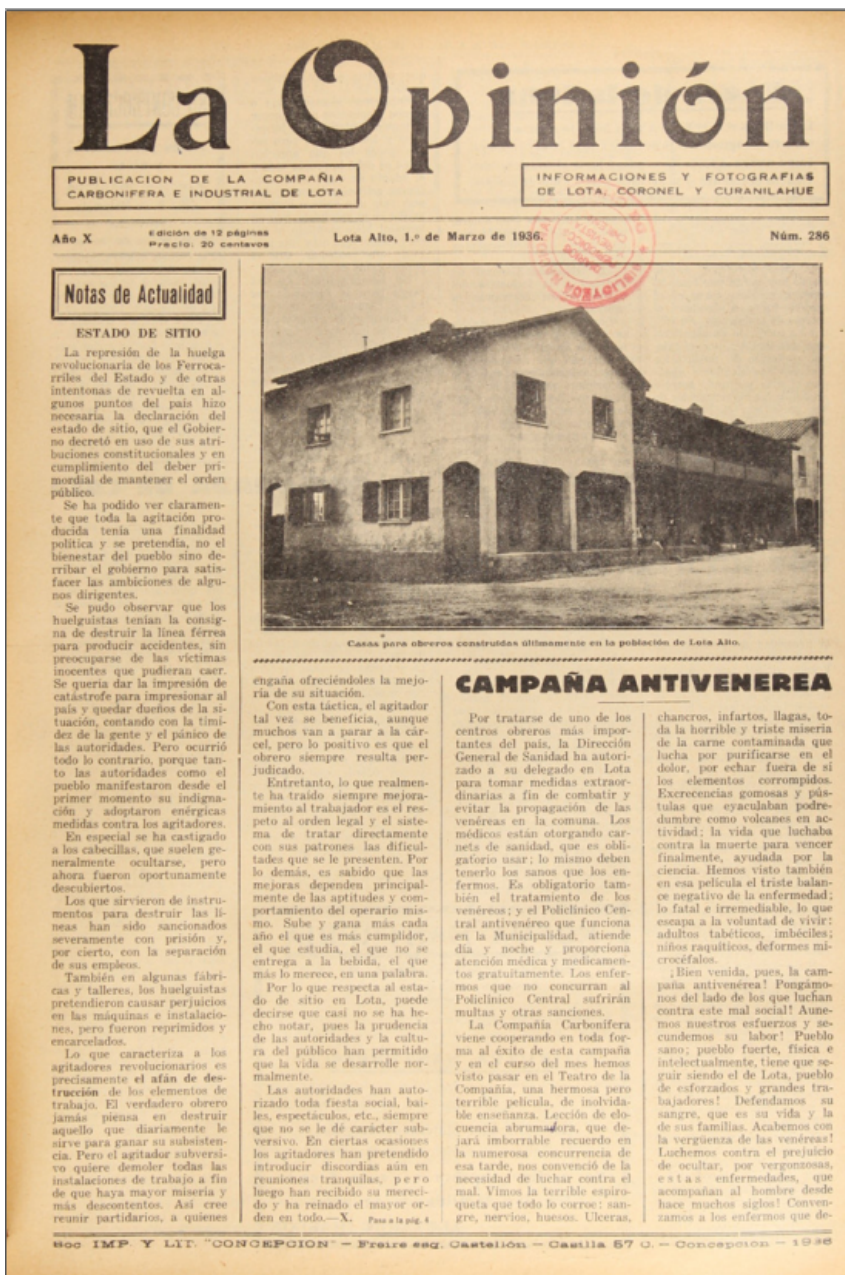 La Opinión
PUBLICACION DE LA COMPAÑIA
CARBONIFERA E INDUSTRIAL DE LOTA
INFORMACIONES Y FOTOGRAFIAS
DE LOTA, CORONEL Y CURANILAHUE
Año X
Edición de 12 páginas
Precio: 20 centavos
Lota Alto, 1.º de Marzo de 1936.
Núm. 286
Notas de Actualidad
ESTADO DE SITIO
La represión de la huelga
revolucionaria de los Ferroca-
rriles del Estado y de otras
intentonas de revuelta en al-
gunos puntos del país hizo
necesaria la declaración del
estado de sitio, que el Gobier-
no decretó en uso de sus atri-
buciones constitucionales y en
cumplimiento del deber pri-
mordial de mantener el orden
público.
Se ha podido ver claramen-
te que toda la agitación pro-
ducida tenía una finalidad
política y se pretendía, no el
bienestar del pueblo sino de-
rribar el gobierno para satis-
facer las ambiciones de algu-
nos dirigentes.
Se pudo observar que los
huelguistas tenían la consig-
na de destruir la línea férrea
para producir accidentes, sin
preocuparse de las víctimas
inocentes que pudieran caer.
Se quería dar la impresión de
catástrofe para impresionar al
país y quedar dueños de la si-
tuación, contando con la timi-
dez de la gente y el pánico de
las autoridades. Pero ocurrió
todo lo contrario, porque tan-
to las autoridades como el
pueblo manifestaron desde el
primer momento su indigna-
ción y adoptaron enérgicas
medidas contra los agitadores.
En especial se ha castigado
a los cabecillas, que suelen ge-
neralmente ocultarse, pero
ahora fueron oportunamente
descubiertos.
Los que sirvieron de instru-
mentos para destruir las lí-
neas han sido sancionados
severamente con prisión y,
por cierto, con la separación
de sus empleos.
También en algunas fábri-
cas y talleres, los huelguistas
pretendieron causar perjuicios
en las máquinas e instalacio-
nes, pero fueron reprimidos y
encarcelados.
Lo que caracteriza a los
agitadores revolucionarios es
precisamente el afán de des-
trucción de los elementos de
trabajo. El verdadero obrero
jamás piensa en destruir
aquello que diariamente le
sirve para ganar su subsisten-
cia. Pero el agitador subversi-
vo quiere demoler todas las
instalaciones de trabajo a fin
de que haya mayor miseria y
más descontentos. Así cree
reunir partidarios, a quienes
Casas para obreros construídas últimamente en la población de Lota Alto.
engaña ofreciéndoles la mejo-
ría de su situación.
Con esta táctica, el agitador
tal vez se beneficia, aunque
muchos van a parar a la cár-
cel, pero lo positivo es que el
obrero siempre resulta per-
judicado.
Entretanto, lo que realmen-
te ha traído siempre mejora-
miento al trabajador es el res-
peto al orden legal y el siste-
ma de tratar directamente
con sus patrones las dificul-
tades que se le presenten. Por
lo demás, es sabido que las
mejoras dependen principal-
mente de las aptitudes y com-
portamiento del operario mis-
mo. Sube y gana más cada
año el que es más cumplidor,
el que estudia, el que no se
entrega a la bebida, el que
más lo merece, en una palabra.
Por lo que respecta al esta-
do de sitio en Lota, puede
decirse que casi no se ha he-
cho notar, pues la prudencia
de las autoridades y la cultu-
ra del público han permitido
que la vida se desarrolle nor-
malmente.
Las autoridades han auto-
rizado toda fiesta social, bai-
les, espectáculos, etc., siempre
que no se le dé carácter sub-
versivo. En ciertas ocasiones
los agitadores han pretendido
introducir discordias aún en
reuniones tranquilas, pero
luego han recibido su mereci-
do y ha reinado el mayor or-
den en todo.—X. Pasa a la pág. 4
CAMPAÑA ANTIVENEREA
Por tratarse de uno de los
centros obreros más impor-
tantes del país, la Dirección
General de Sanidad ha autori-
zado a su delegado en Lota
para tomar medidas extraor-
dinarias a fin de combatir y
evitar la propagación de las
venéreas en la comuna. Los
médicos están otorgando car-
nets de sanidad, que es obli-
gatorio usar; lo mismo deben
tenerlo los sanos que los en-
fermos. Es obligatorio tam-
bién el tratamiento de los
venéreos; y el Policlínico Cen-
tral antivenéreo que funciona
en la Municipalidad, atiende
día y noche y proporciona
atención médica y medicamen-
tos gratuitamente. Los enfer-
mos que no concurran al
Policlínico Central sufrirán
multas y otras sanciones.
La Compañía Carbonífera
viene cooperando en toda for-
ma al éxito de esta campaña
y en el curso del mes hemos
visto pasar en el Teatro de la
Compañía, una hermosa pero
terrible película, de inolvida-
ble enseñanza. Lección de elo-
cuencia abrumadora, que de-
jará imborrable recuerdo en
la numerosa concurrencia de
esa tarde, nos convenció de la
necesidad de luchar contra el
mal. Vimos la terrible espiro-
queta que todo lo corroe: san-
gre, nervios, huesos. Ulceras,
chancros, infartos, llagas, to-
da la horrible y triste miseria
de la carne contaminada que
lucha por purificarse en el
dolor, por echar fuera de sí
los elementos corrompidos.
Excrecencias gomosas y pús-
tulas que eyaculaban podre-
dumbre como volcanes en ac-
tividad; la vida que luchaba
contra la muerte para vencer
finalmente, ayudada por la
ciencia. Hemos visto también
en esa película el triste balan-
ce negativo de la enfermedad;
lo fatal e irremediable, lo que
escapa a la voluntad de vivir:
adultos tabéticos, imbéciles;
niños raquíticos, deformes mi-
crocéfalos.
¡Bien venida, pues, la cam-
paña antivenérea! Pongámo-
nos del lado de los que luchan
contra este mal social! Aune-
mos nuestros esfuerzos y se-
cundemos su labor! Pueblo
sano; pueblo fuerte, física e
intelectualmente, tiene que se-
guir siendo el de Lota, pueblo
de esforzados y grandes tra-
bajadores! Defendamos su
sangre, que es su vida y la
de sus familias. Acabemos con
la vergüenza de las venéreas!
Luchemos contra el prejuicio
de ocultar, por vergonzosas,
estas enfermedades, que
acompañan al hombre desde
hace muchos siglos! Conven-
zamos a los enfermos que de-
Soc IMP. Y LIT. "CONCEPCION" — Freire esq. Castellón — Casilla 57 C. — Concepción — 1936